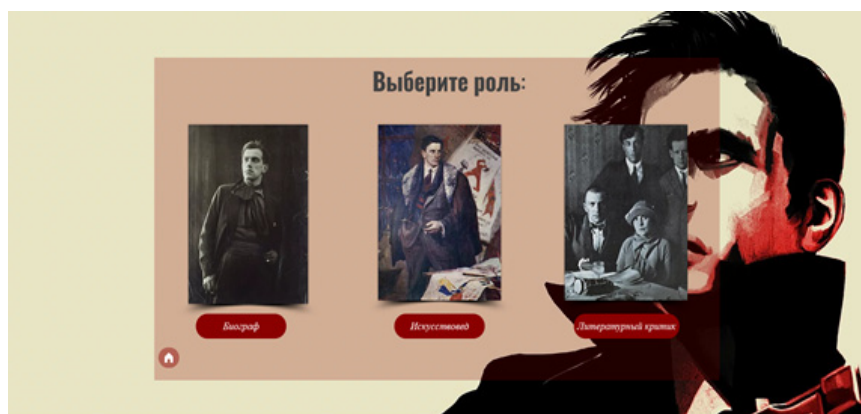 Выберите роль:
Биограф
Искусствовед
Литературный критик